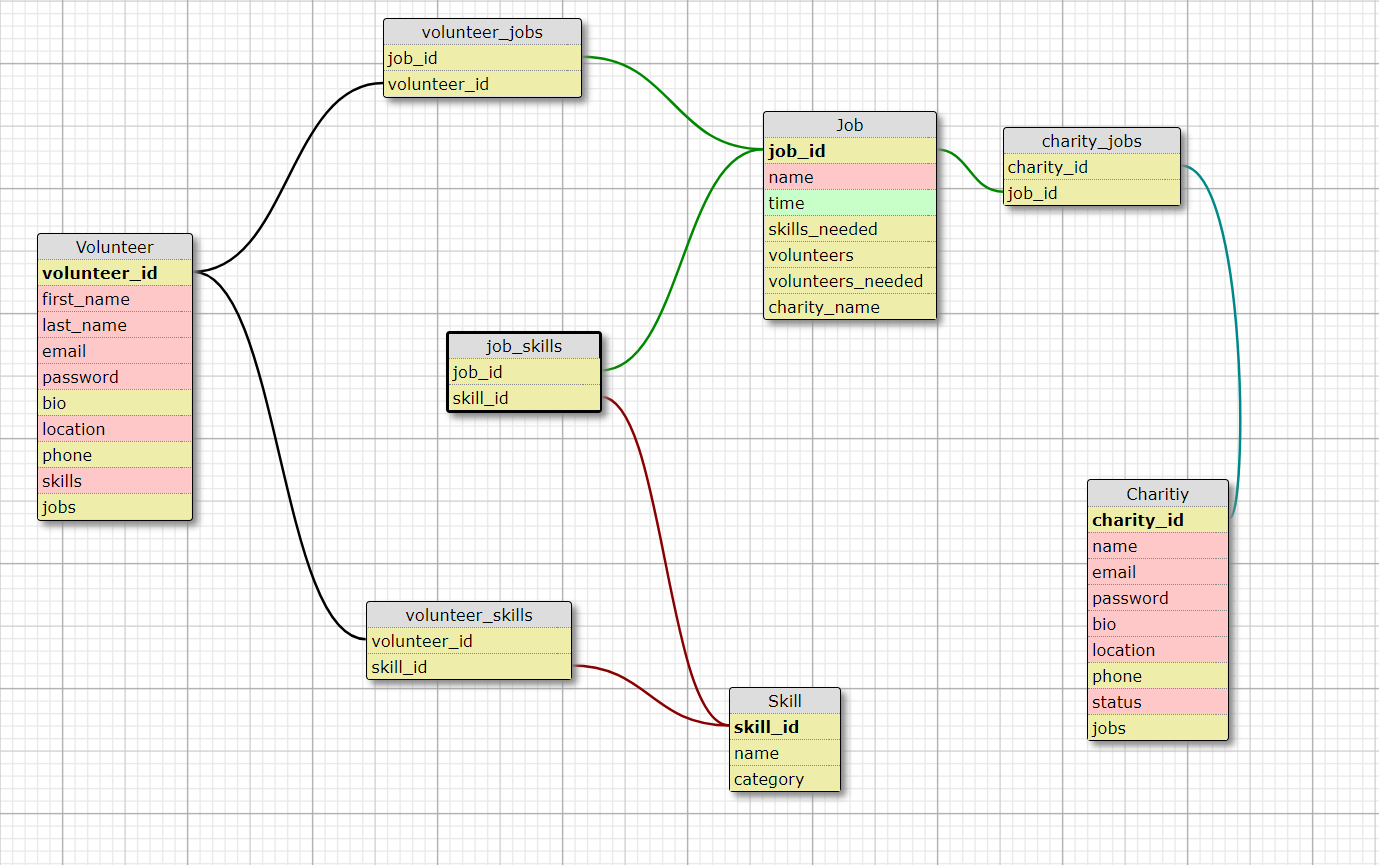 volunteer_jobs
job_id
volunteer_id
Job
job_id
name
time
skills_needed
volunteers
volunteers_needed
charity_name
charity_jobs
charity_id
job_id
Volunteer
volunteer_id
first_name
last_name
email
password
bio
location
phone
skills
jobs
job_skills
job_id
skill_id
Charitiy
charity_id
name
email
password
bio
location
phone
status
jobs
volunteer_skills
volunteer_id
skill_id
Skill
skill_id
name
category